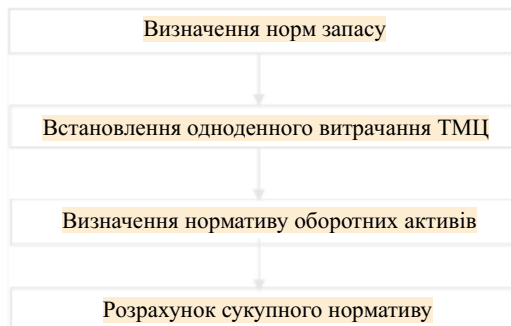 Визначення норм запасу
Встановлення одноденного витрачання ТМЦ
Визначення нормативу оборотних активів
Розрахунок сукупного нормативу